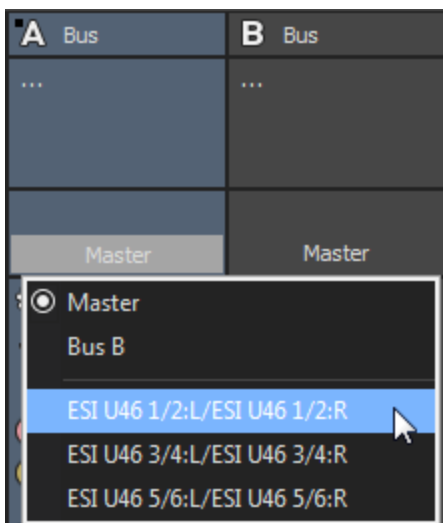 A Bus B Bus
... ...
Master Master
Master
Bus B
ESI U46 1/2:L/ESI U46 1/2:R
ESI U46 3/4:L/ESI U46 3/4:R
ESI U46 5/6:L/ESI U46 5/6:R